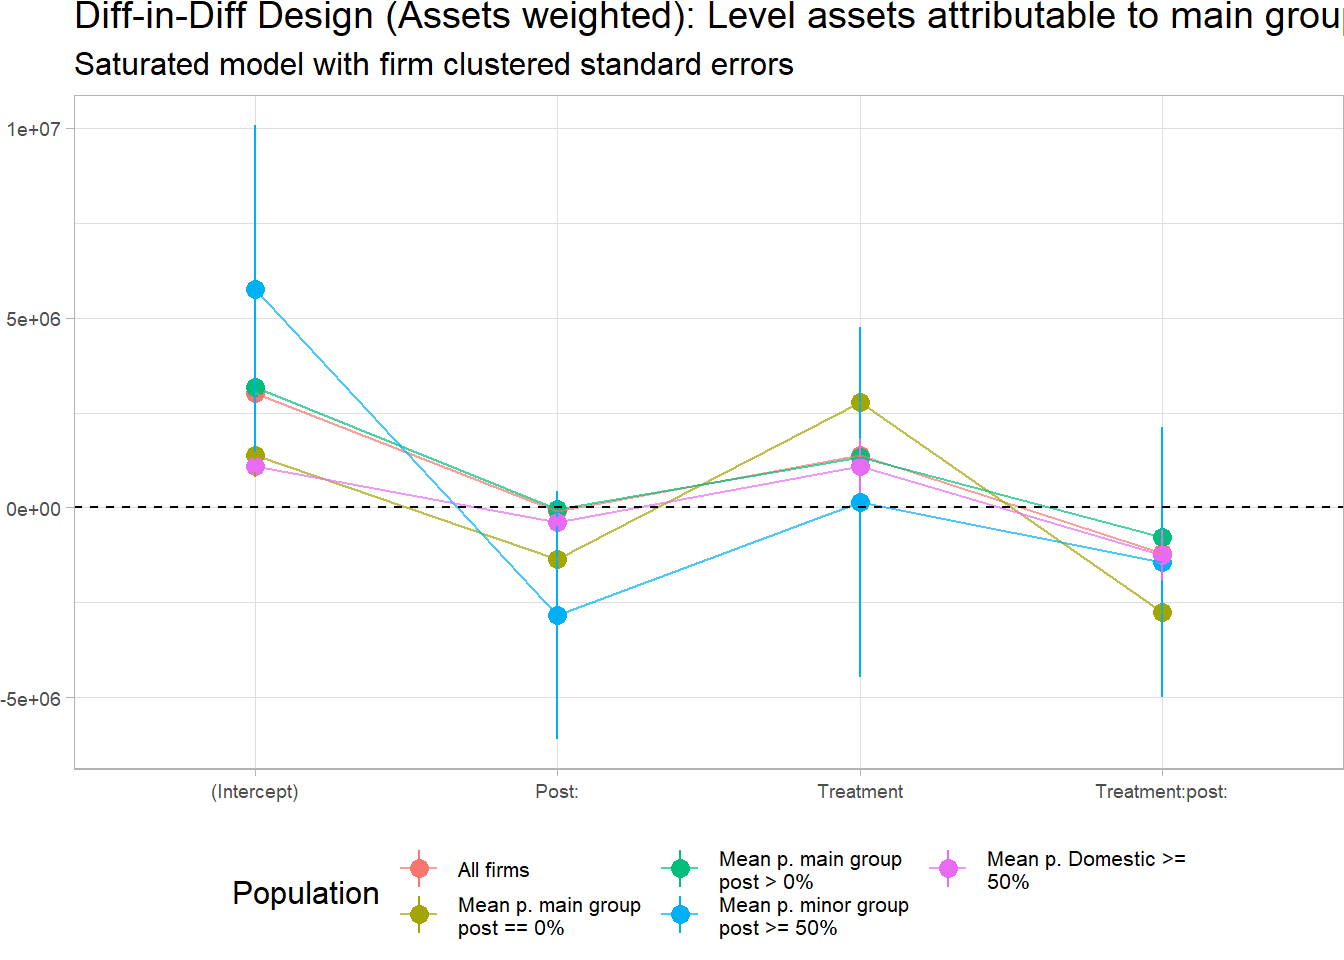 Diff-in-Diff Design (Assets weighted): Level assets attributable to main grou
Saturated model with firm clustered standard errors
1e+07
5e+06
0e+00
-5e+06
(Intercept)
Post:
Treatment
Treatment:post:
Population
All firms
Mean p. main group
post == 0%
Mean p. main group
post > 0%
Mean p. minor group
post >= 50%
Mean p. Domestic >=
50%